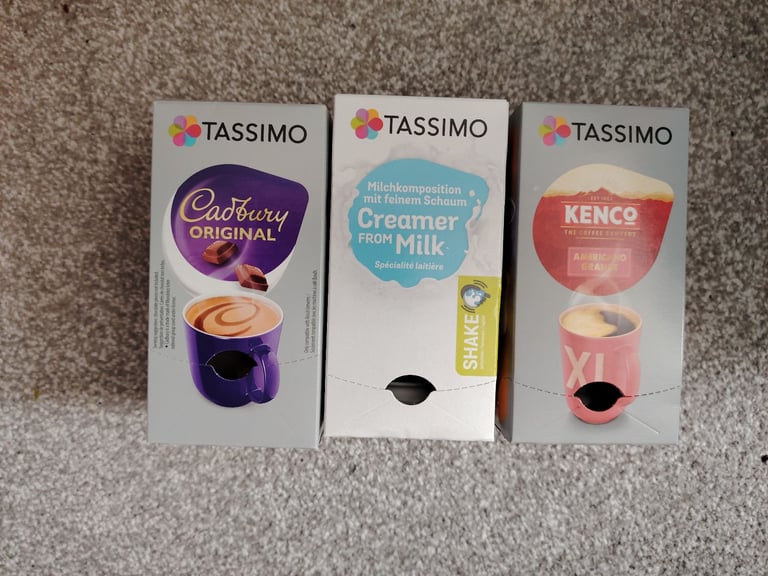 TASSIMO
Cadbury
ORIGINAL
TASSIMO
Milchkomposition
mit feinem Schaum
Creamer
FROM Milk
Spécialité laitière
SHAKE
TASSIMO
KENCO
THE COFFEE COMPANY
AMERICANO
GRANDE
XL